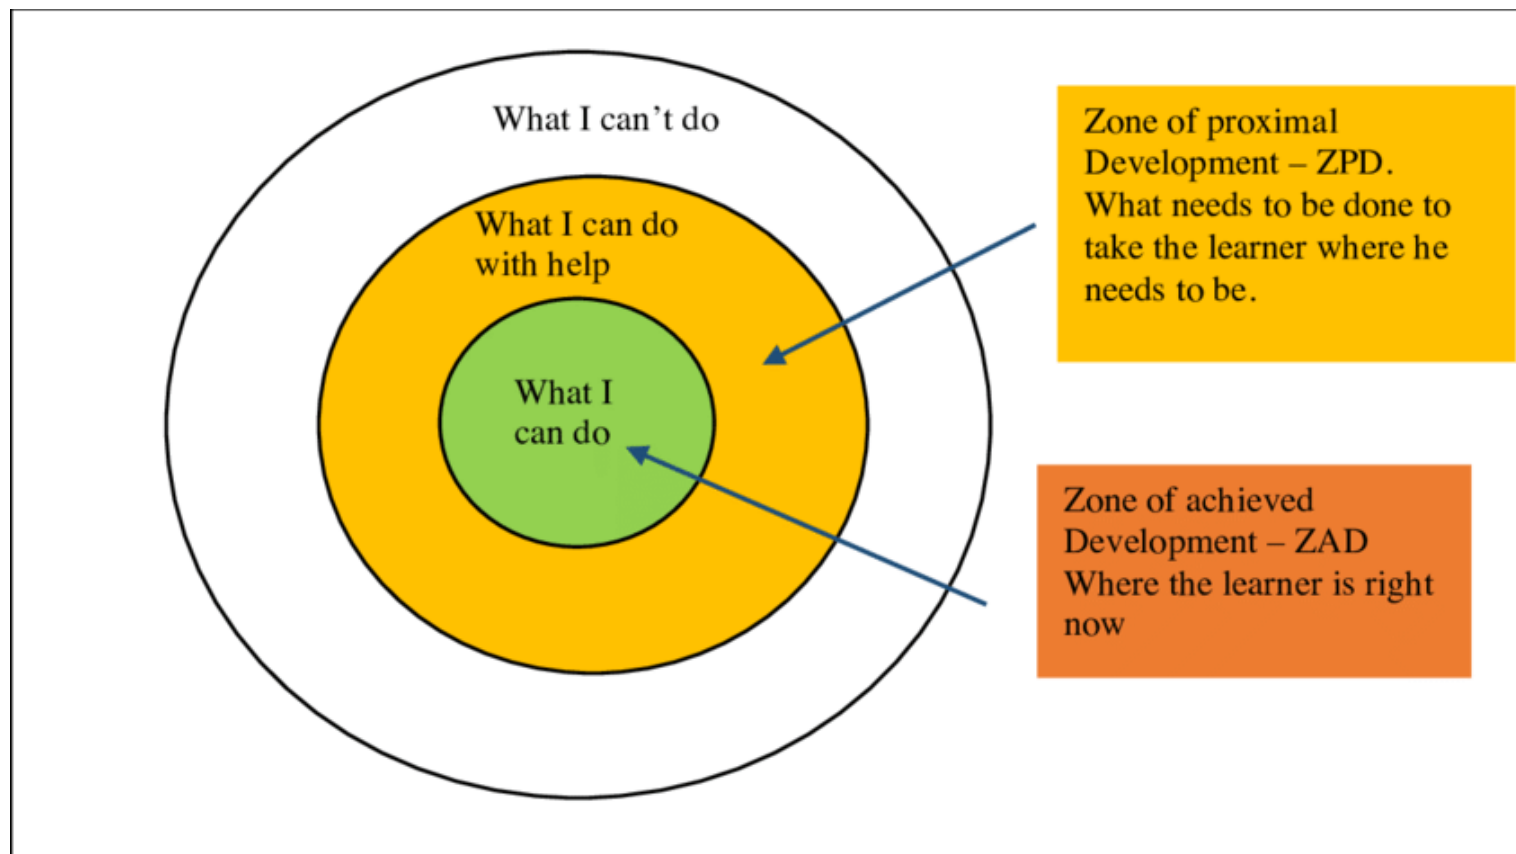 What I can't do
What I can do
with help
What I
can do
Zone of proximal
Development – ZPD.
What needs to be done to
take the learner where he
needs to be.
Zone of achieved
Development – ZAD
Where the learner is right
now